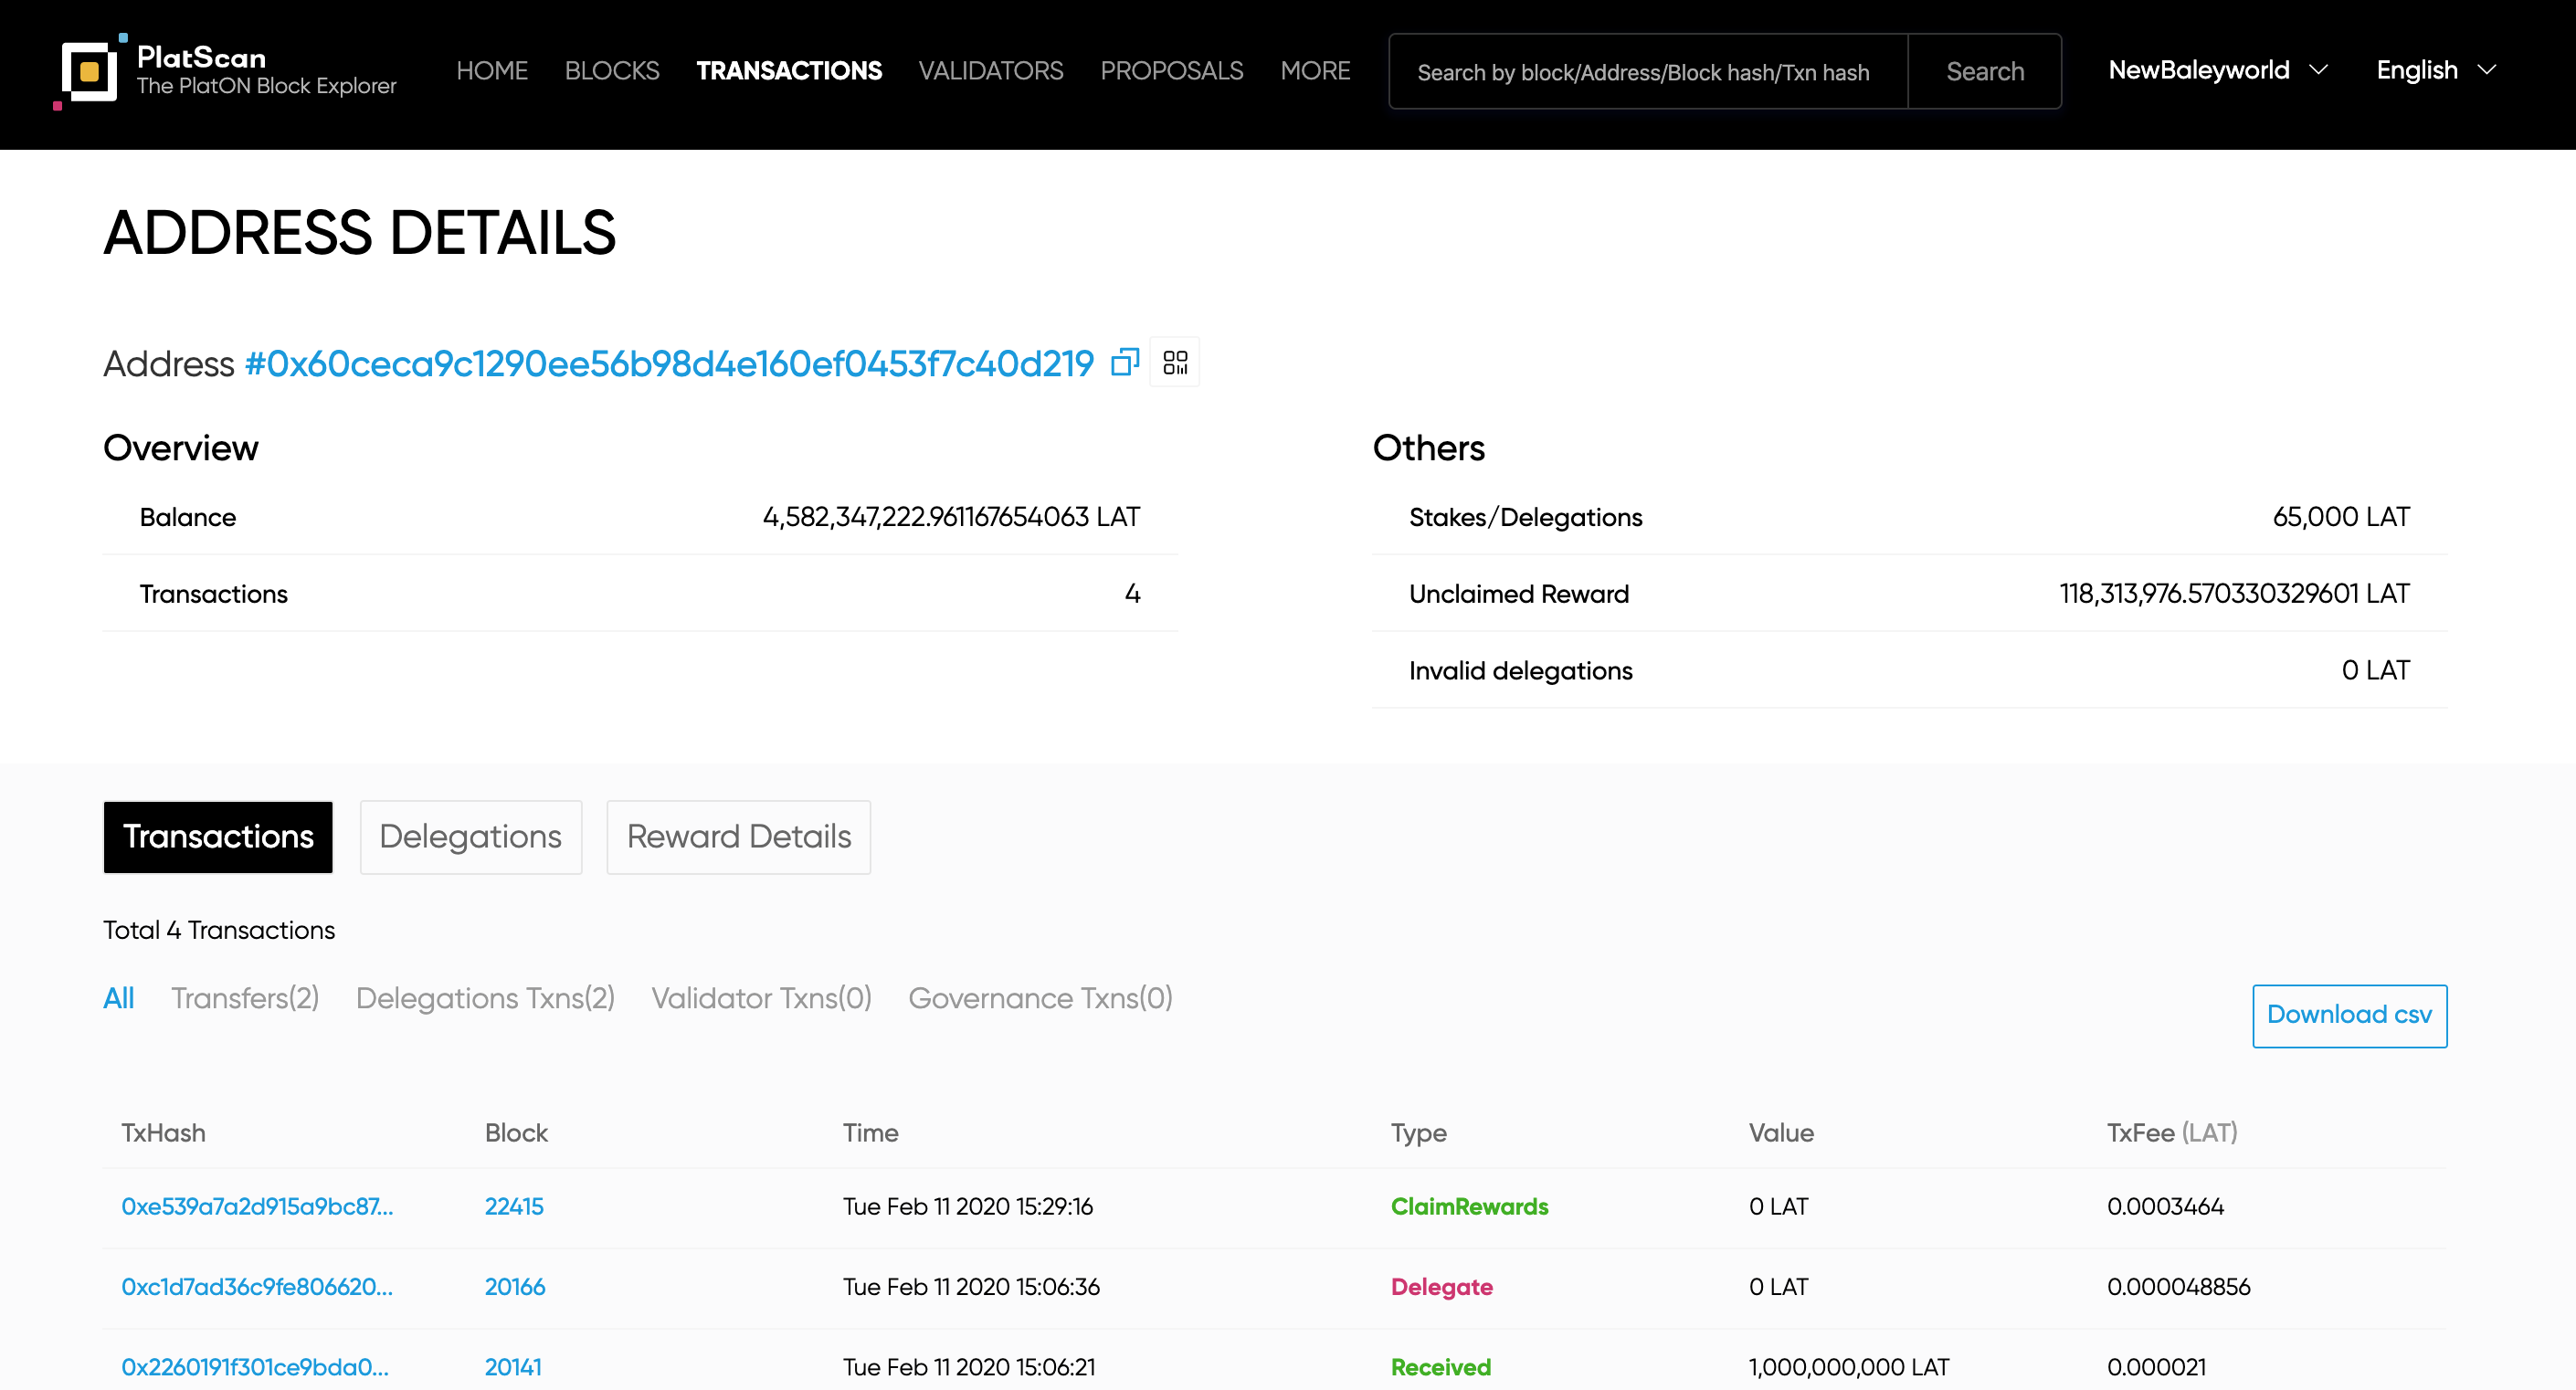 PlatScan
The PlatON Block Explorer
HOME BLOCKS TRANSACTIONS VALIDATORS PROPOSALS MORE
Search by block/Address/Block hash/Txn hash Search
NewBaleyworld English
ADDRESS DETAILS
Address #0x60ceca9c1290ee56b98d4e160ef0453f7c40d219
Overview
Balance 4,582,347,222.961167654063 LAT
Transactions 4
Others
Stakes/Delegations 65,000 LAT
Unclaimed Reward 118,313,976.570330329601 LAT
Invalid delegations 0 LAT
Transactions Delegations Reward Details
Total 4 Transactions
All Transfers(2) Delegations Txns(2) Validator Txns(0) Governance Txns(0)
Download csv
TxHash Block Time Type Value TxFee (LAT)
0xe539a7a2d915a9bc87... 22415 Tue Feb 11 2020 15:29:16 ClaimRewards 0 LAT 0.0003464
0xc1d7ad36c9fe806620... 20166 Tue Feb 11 2020 15:06:36 Delegate 0 LAT 0.000048856
0x2260191f301ce9bda0... 20141 Tue Feb 11 2020 15:06:21 Received 1,000,000,000 LAT 0.000021